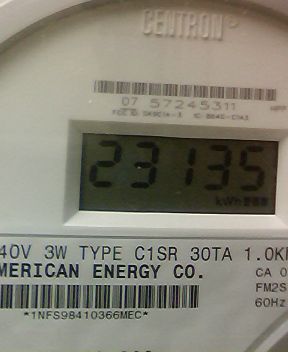 CENTRON
07 57245311
23135
kWh
40V 3W TYPE C1SR 30TA 1.0K
MERICAN ENERGY CO.
CA 0
FM2S
60Hz
*1NFS98410366MEC*